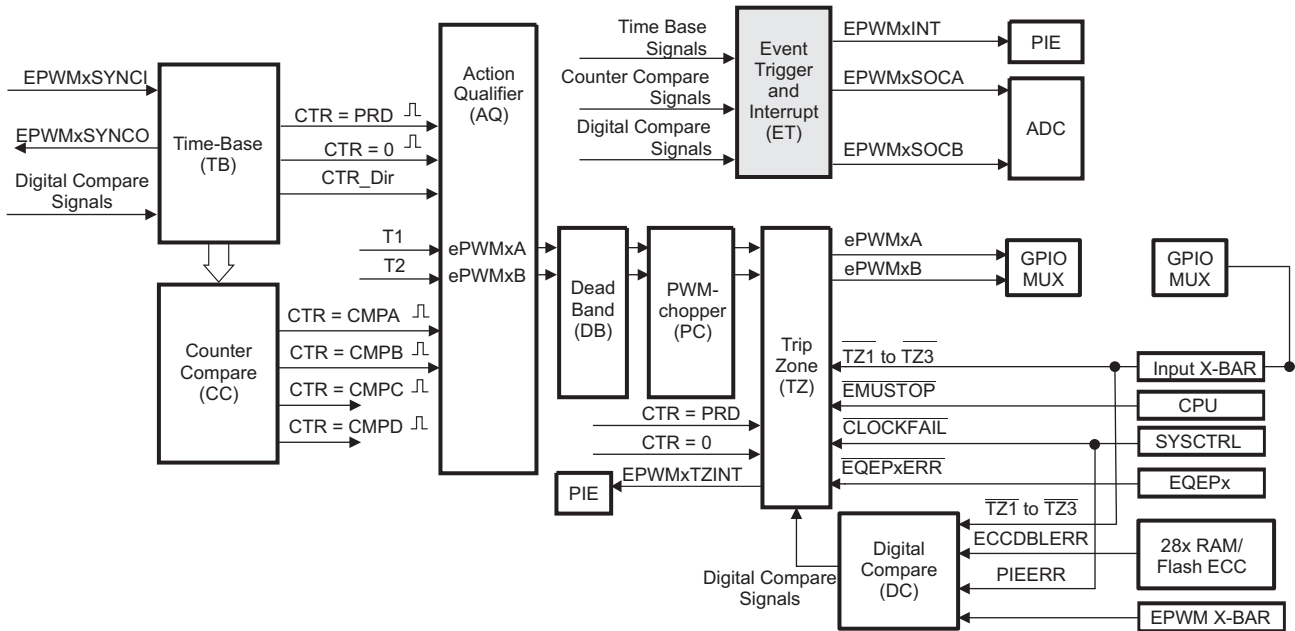 EPWMxSYNCI
EPWMxSYNCO
Digital Compare
Signals
Time-Base
(TB)
CTR = PRD
CTR = 0
CTR_Dir
T1
T2
Counter
Compare
(CC)
CTR = CMPA
CTR = CMPB
CTR = CMPC
CTR = CMPD
Action
Qualifier
(AQ)
ePWMxA
ePWMxB
Time Base
Signals
Counter Compare
Signals
Digital Compare
Signals
Event
Trigger
and
Interrupt
(ET)
EPWMxINT
EPWMxSOCA
EPWMxSOCB
PIE
ADC
Dead
Band
(DB)
PWM-
chopper
(PC)
Trip
Zone
(TZ)
ePWMxA
ePWMxB
GPIO
MUX
GPIO
MUX
TZ1 to TZ3
EMUSTOP
CLOCKFAIL
EQEPxERR
Input X-BAR
CPU
SYSCTRL
EQEPx
CTR = PRD
CTR = 0
EPWMxTZINT
PIE
Digital Compare
Signals
Digital
Compare
(DC)
TZ1 to TZ3
ECCDBLERR
PIEERR
28x RAM/
Flash ECC
EPWM X-BAR